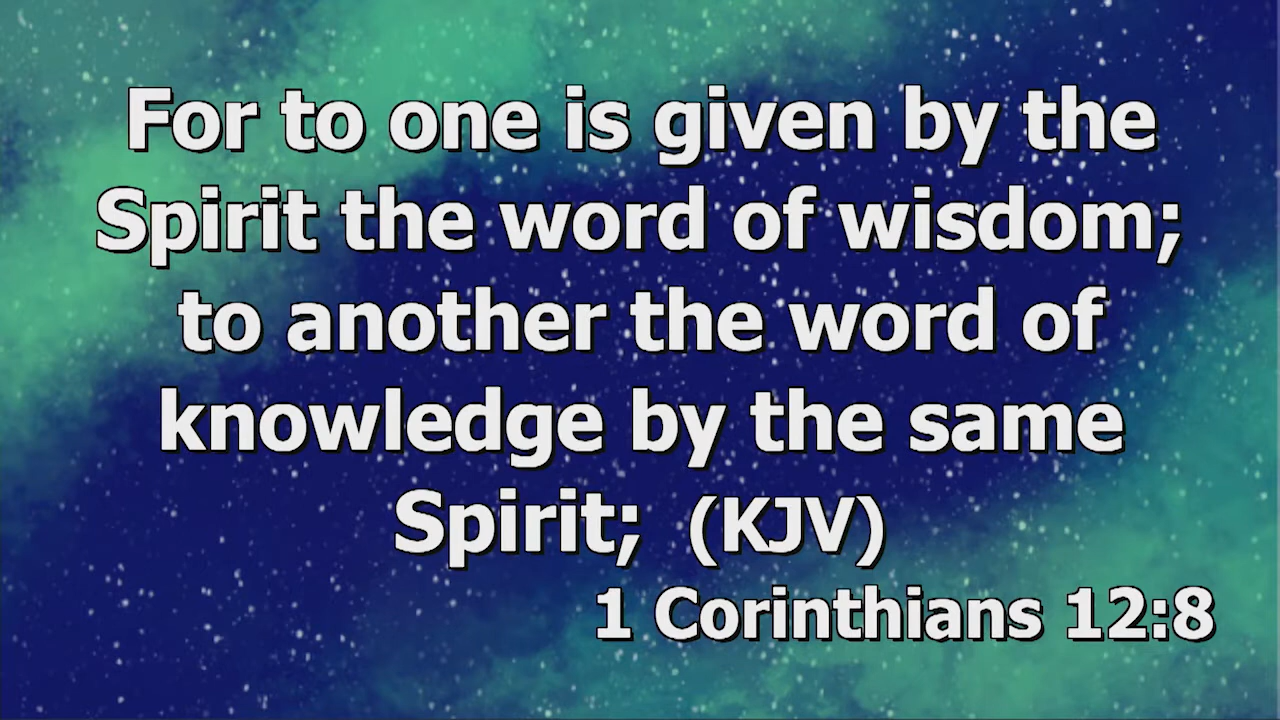 For to one is given by the
Spirit the word of wisdom;
to another the word of
knowledge by the same
Spirit; (KJV)
1 Corinthians 12:8